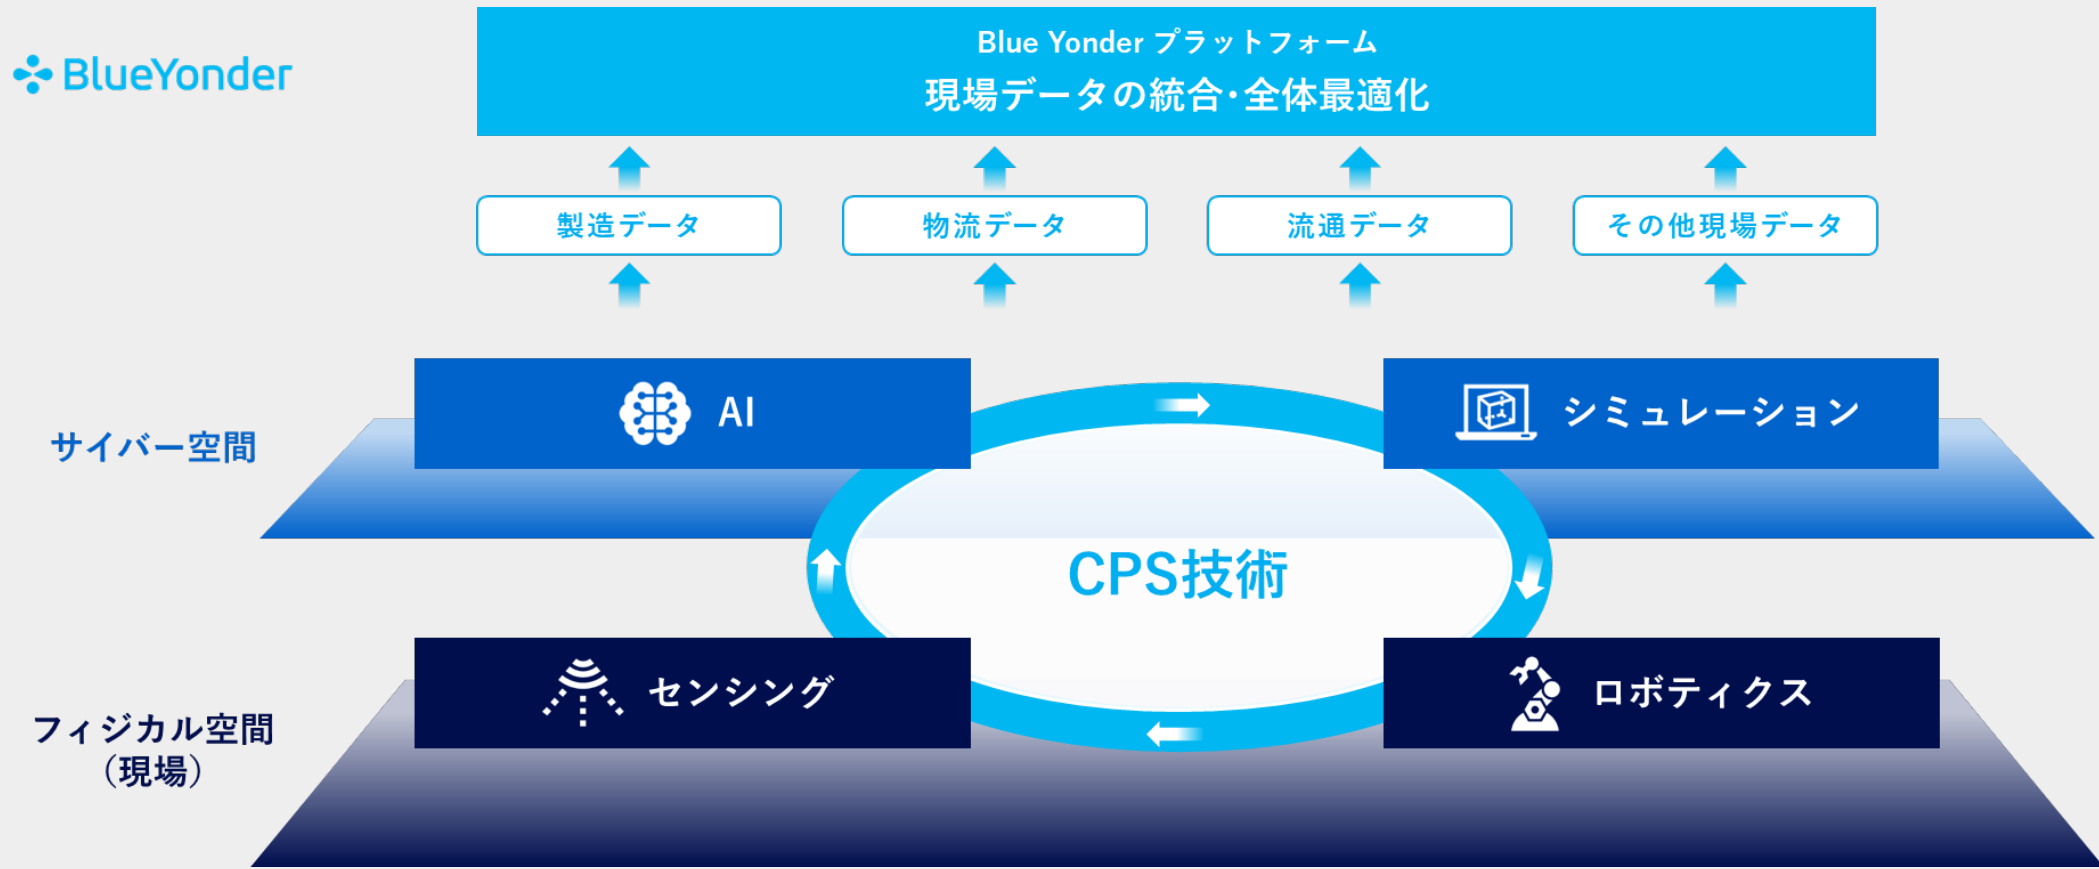 BlueYonder
Blue Yonder プラットフォーム
現場データの統合・全体最適化
製造データ
物流データ
流通データ
その他現場データ
サイバー空間
AI
シミュレーション
CPS技術
フィジカル空間
（現場）
センシング
ロボティクス